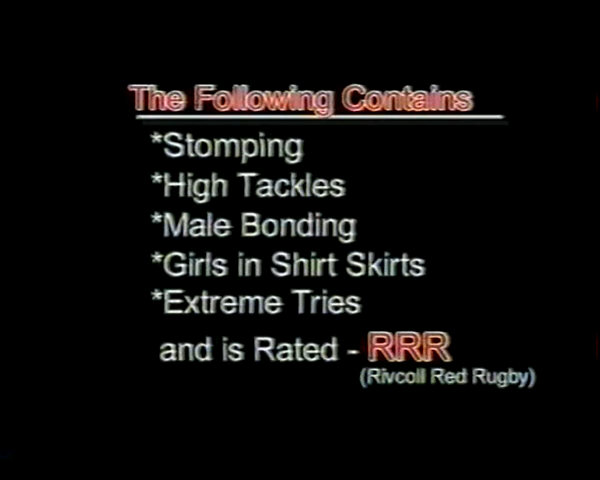 The Following Contains
*Stomping
*High Tackles
*Male Bonding
*Girls in Shirt Skirts
*Extreme Tries
and is Rated - RRR
(Rivcoll Red Rugby)